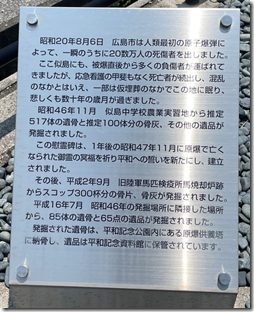 昭和20年8月6日　広島市は人類最初の原子爆弾に
よって、一瞬のうちに20数万人の死傷者を出しました。
ここ似島にも、被爆直後から多くの負傷者が運ばれて
きましたが、応急看護の甲斐もなく死亡者が続出し、混乱
のなかとはいえ、一部は仮埋葬のなかでこの地に眠り、
悲しくも数十年の歳月が過ぎました。
昭和46年11月　似島中学校農業実習地から推定
517体の遺骨と推定100体分の骨灰、その他の遺品が
発掘されました。
この慰霊碑は、1年後の昭和47年11月に原爆で亡く
なられた御霊の冥福を祈り平和への誓いを新たにし、建立
されました。
その後、平成2年9月　旧陸軍馬匹検疫所馬焼却炉跡
からスコップ300杯分の骨片、骨灰が発掘されました。
平成16年7月　昭和46年の発掘場所に隣接した場所
から、85体の遺骨と65点の遺品が発掘されました。
発掘された遺骨は、平和記念公園内にある原爆供養塔
に納骨し、遺品は平和記念資料館に保管されています。